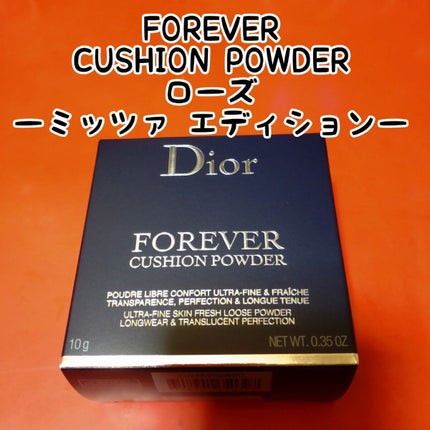 FOREVER
CUSHION POWDER
ローズ
ーミッツァ エディションー
Dior
FOREVER
CUSHION POWDER
POUDRE LIBRE CONFORT ULTRA-FINE & FRAÎCHE
TRANSPARENCE, PERFECTION & LONGUE TENUE
ULTRA-FINE SKIN FRESH LOOSE POWDER
LONGWEAR & TRANSLUCENT PERFECTION
10 g NET WT. 0.35 OZ